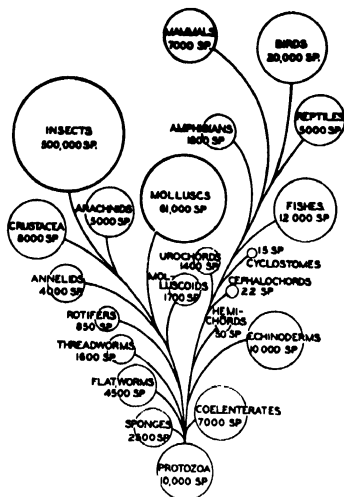 MAMMALS
7000 SP.
BIRDS
20,000 SP.
AMPHIBIANS
1800 SP.
REPTILES
5000 SP.
INSECTS
500,000 SP.
ARACHNIDS
5000 SP.
MOLLUSCS
61,000 SP
FISHES
12 000 SP
CRUSTACEA
8000 SP.
UROCHORDS
1400 SP.
15 SP
CYCLOSTOMES
ANNELIDS
4000 SP.
MOL-
LUSCOIDS
1700 SP.
CEPHALOCHORDS
22 SP
HEMI-
CHORDS
30 SP
ROTIFERS
850 SP.
ECHINODERMS
10 000 SP
THREADWORMS
1600 SP.
FLATWORMS
4500 SP
COELENTERATES
7000 SP
SPONGES
2500 SP
PROTOZOA
10,000 SP